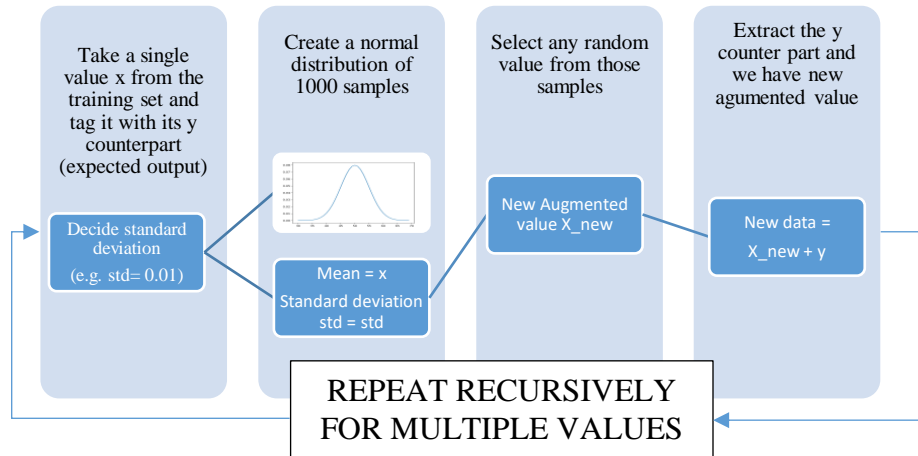 Take a single
value x from the
training set and
tag it with its y
counterpart
(expected output)
Decide standard
deviation
(e.g. std= 0.01)
Create a normal
distribution of
1000 samples
Mean = x
Standard deviation
std = std
Select any random
value from those
samples
New Augmented
value X_new
Extract the y
counter part and
we have new
agumented value
New data =
X_new + y
REPEAT RECURSIVELY
FOR MULTIPLE VALUES